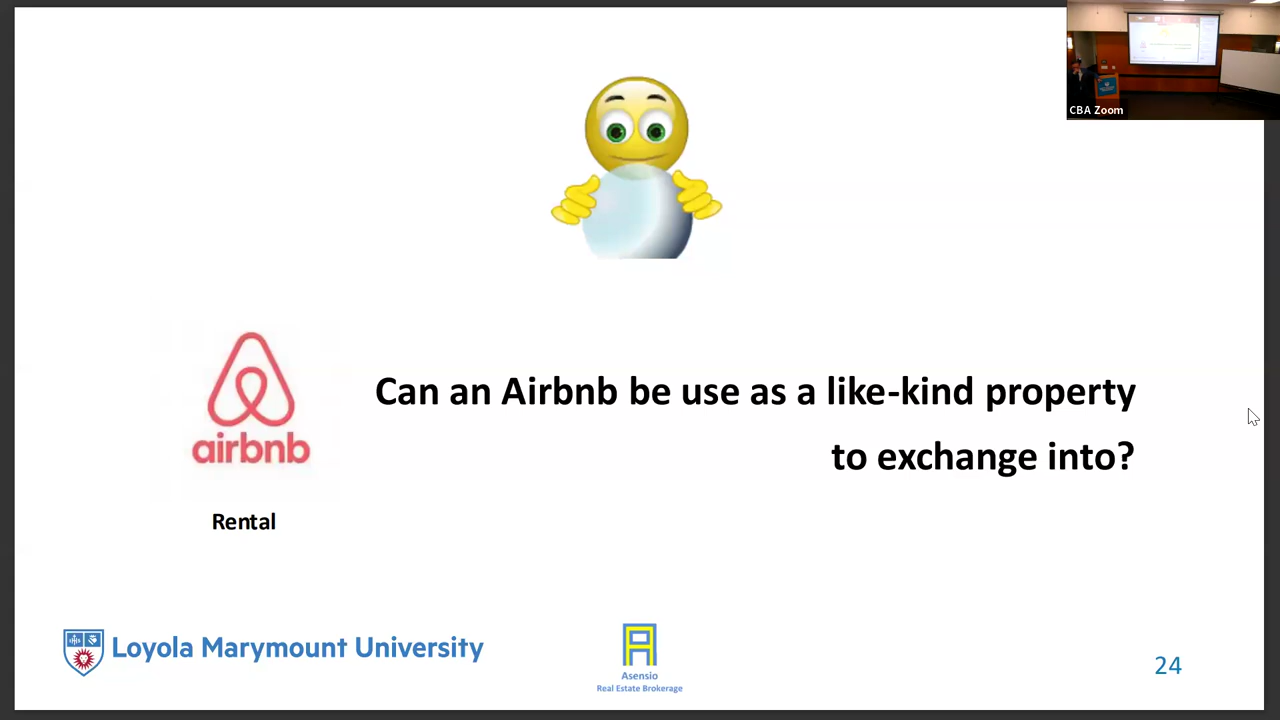 CBA Zoom
Can an Airbnb be use as a like-kind property
to exchange into?
airbnb
Rental
Loyola Marymount University
Asensio
Real Estate Brokerage
24